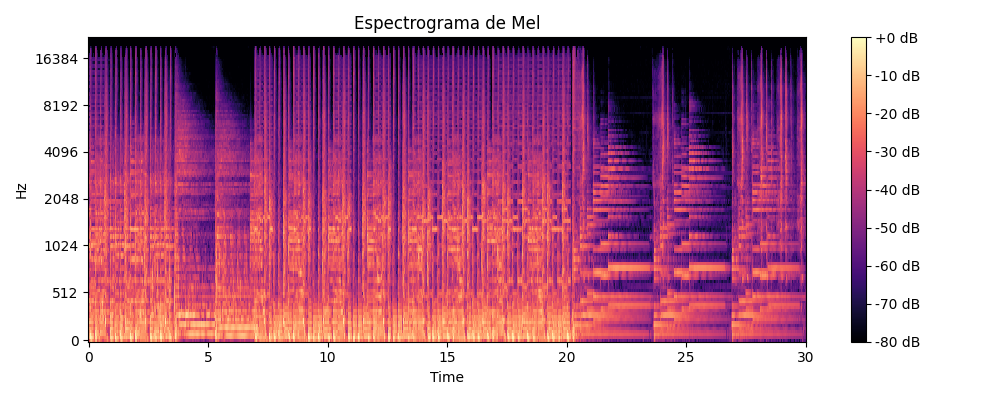 Espectrograma de Mel
Hz
16384
8192
4096
2048
1024
512
0
0 5 10 15 20 25 30
Time
+0 dB
-10 dB
-20 dB
-30 dB
-40 dB
-50 dB
-60 dB
-70 dB
-80 dB